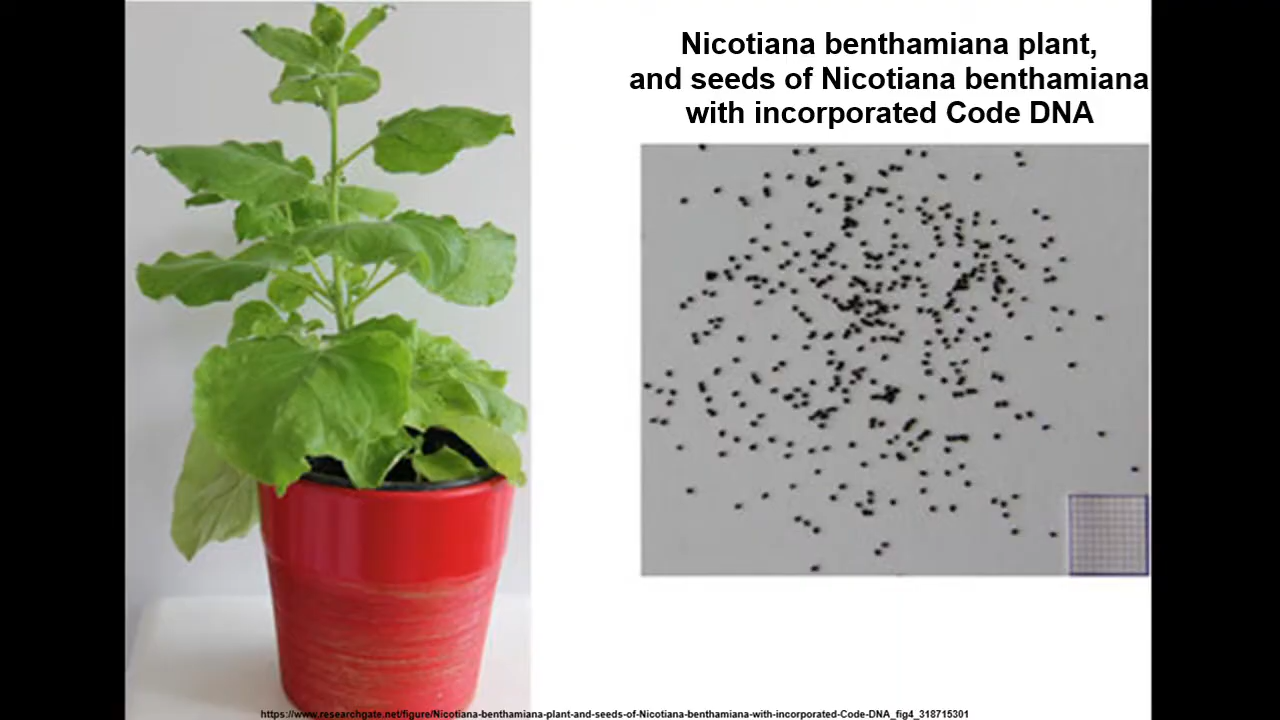 Nicotiana benthamiana plant,
and seeds of Nicotiana benthamiana
with incorporated Code DNA
https://www.researchgate.net/figure/Nicotiana-benthamiana-plant-and-seeds-of-Nicotiana-benthamiana-with-incorporated-Code-DNA_fig4_318715301